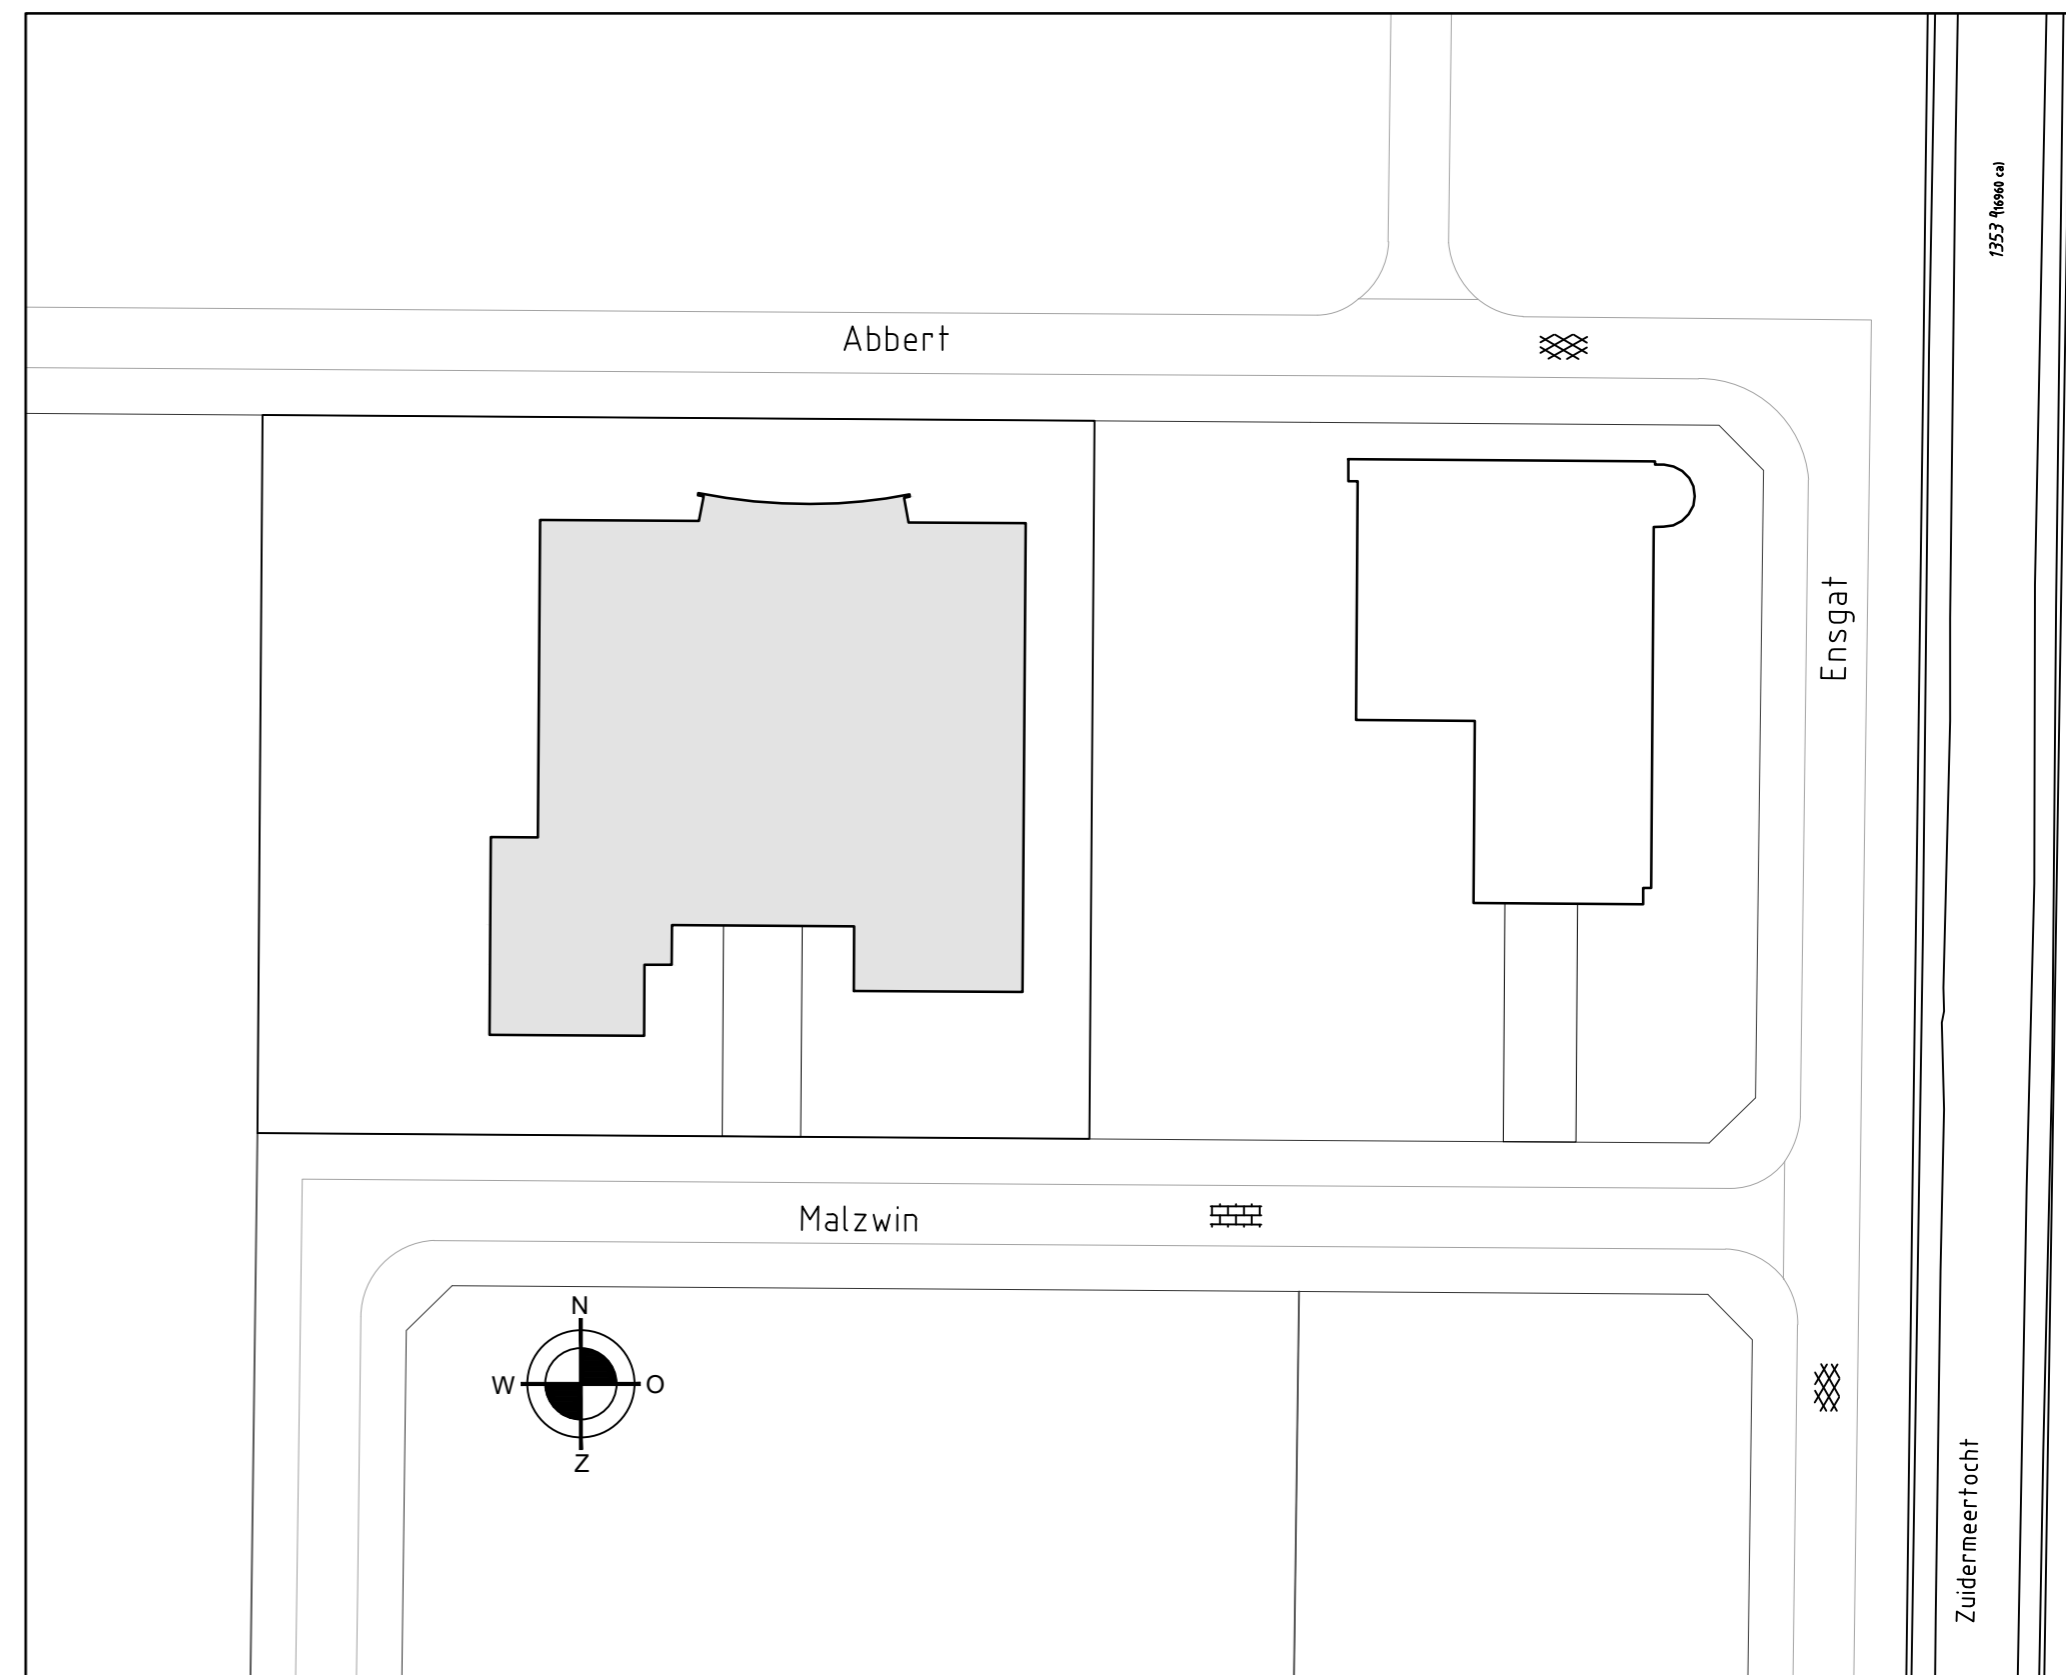 1353 (16960 ca)
Abbert
Ensgat
Malzwin
N
W O
Z
Zuidermeertocht